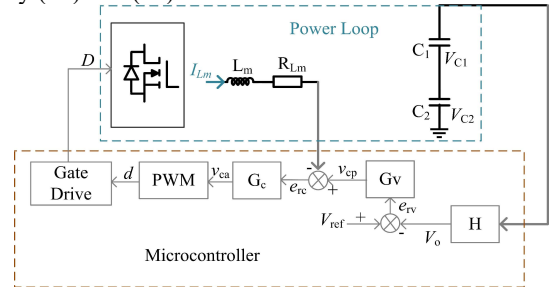 Power Loop
D
I_Lm
L_m
R_Lm
C_1
V_C1
C_2
V_C2
Gate
Drive
d
PWM
v_ca
G_c
e_rc
-
+
v_cp
Gv
e_rv
V_ref
+
-
V_o
H
Microcontroller